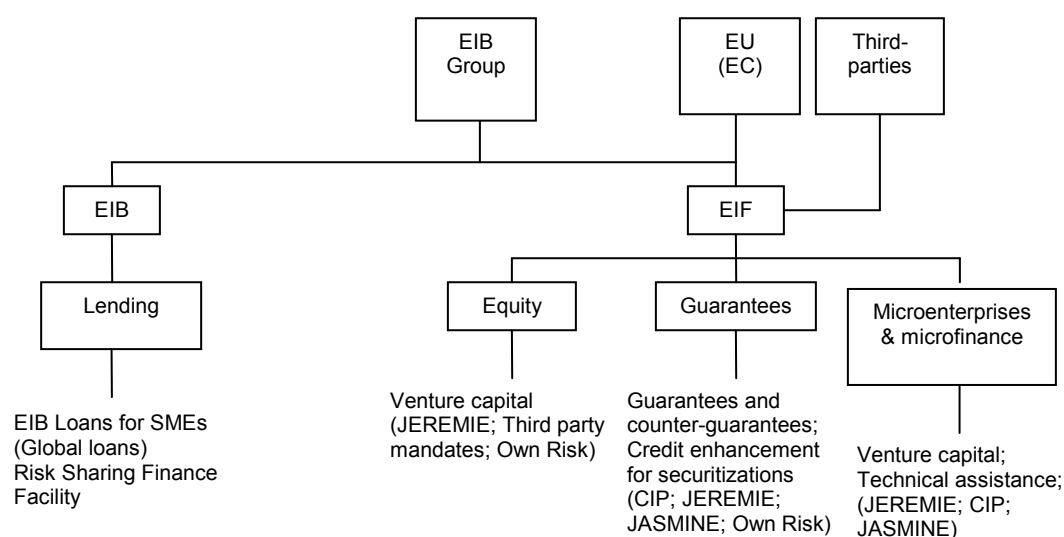 EIB
Group
EU
(EC)
Third-
parties
EIB
EIF
Lending
Equity
Guarantees
Microenterprises
& microfinance
EIB Loans for SMEs
(Global loans)
Risk Sharing Finance
Facility
Venture capital
(JEREMIE; Third party
mandates; Own Risk)
Guarantees and
counter-guarantees;
Credit enhancement
for securitizations
(CIP; JEREMIE;
JASMINE; Own Risk)
Venture capital;
Technical assistance;
(JEREMIE; CIP;
JASMINE)